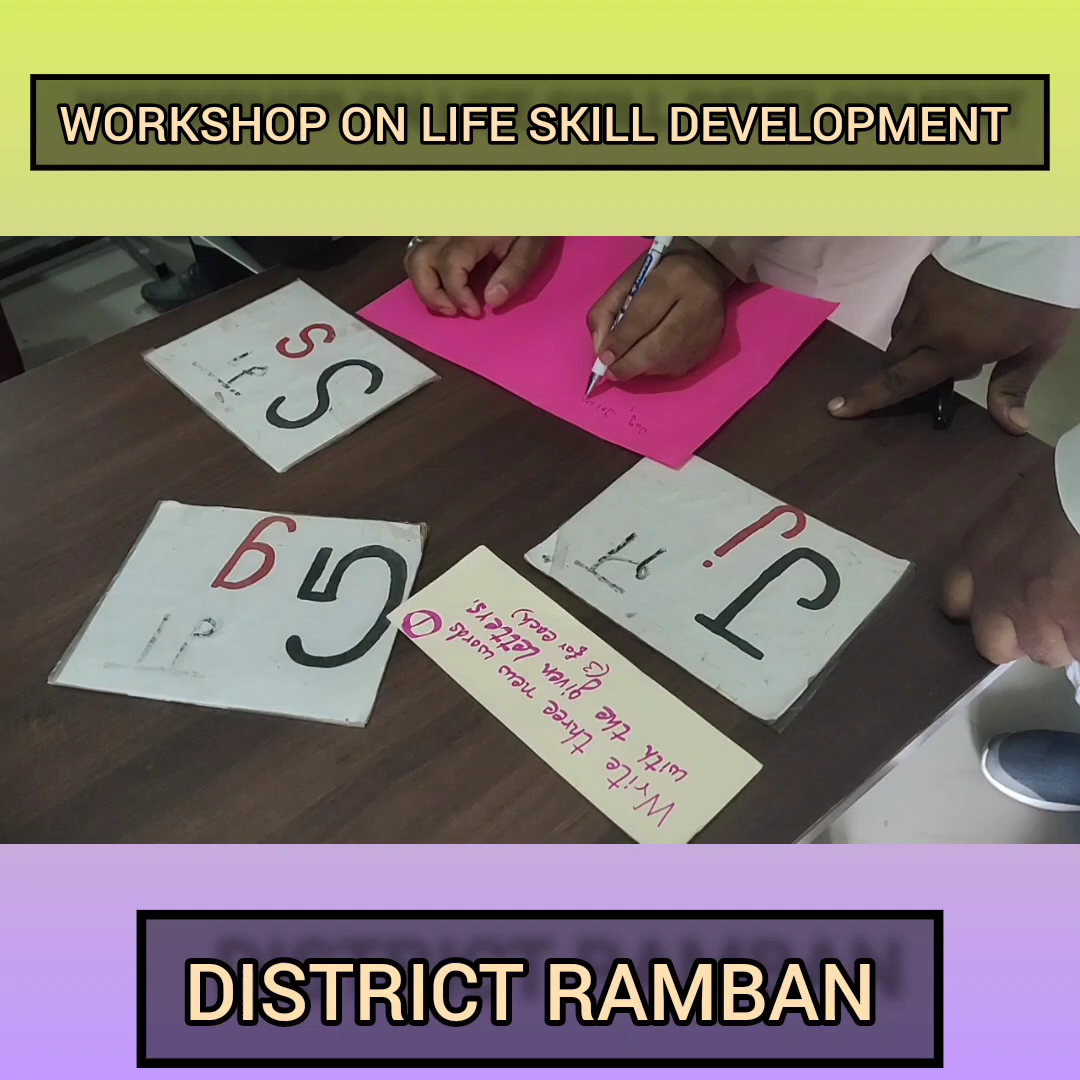 WORKSHOP ON LIFE SKILL DEVELOPMENT
S s
Jug,
G g
J j
Write three new words ①
with the given letters.
(3 for each)
DISTRICT RAMBAN